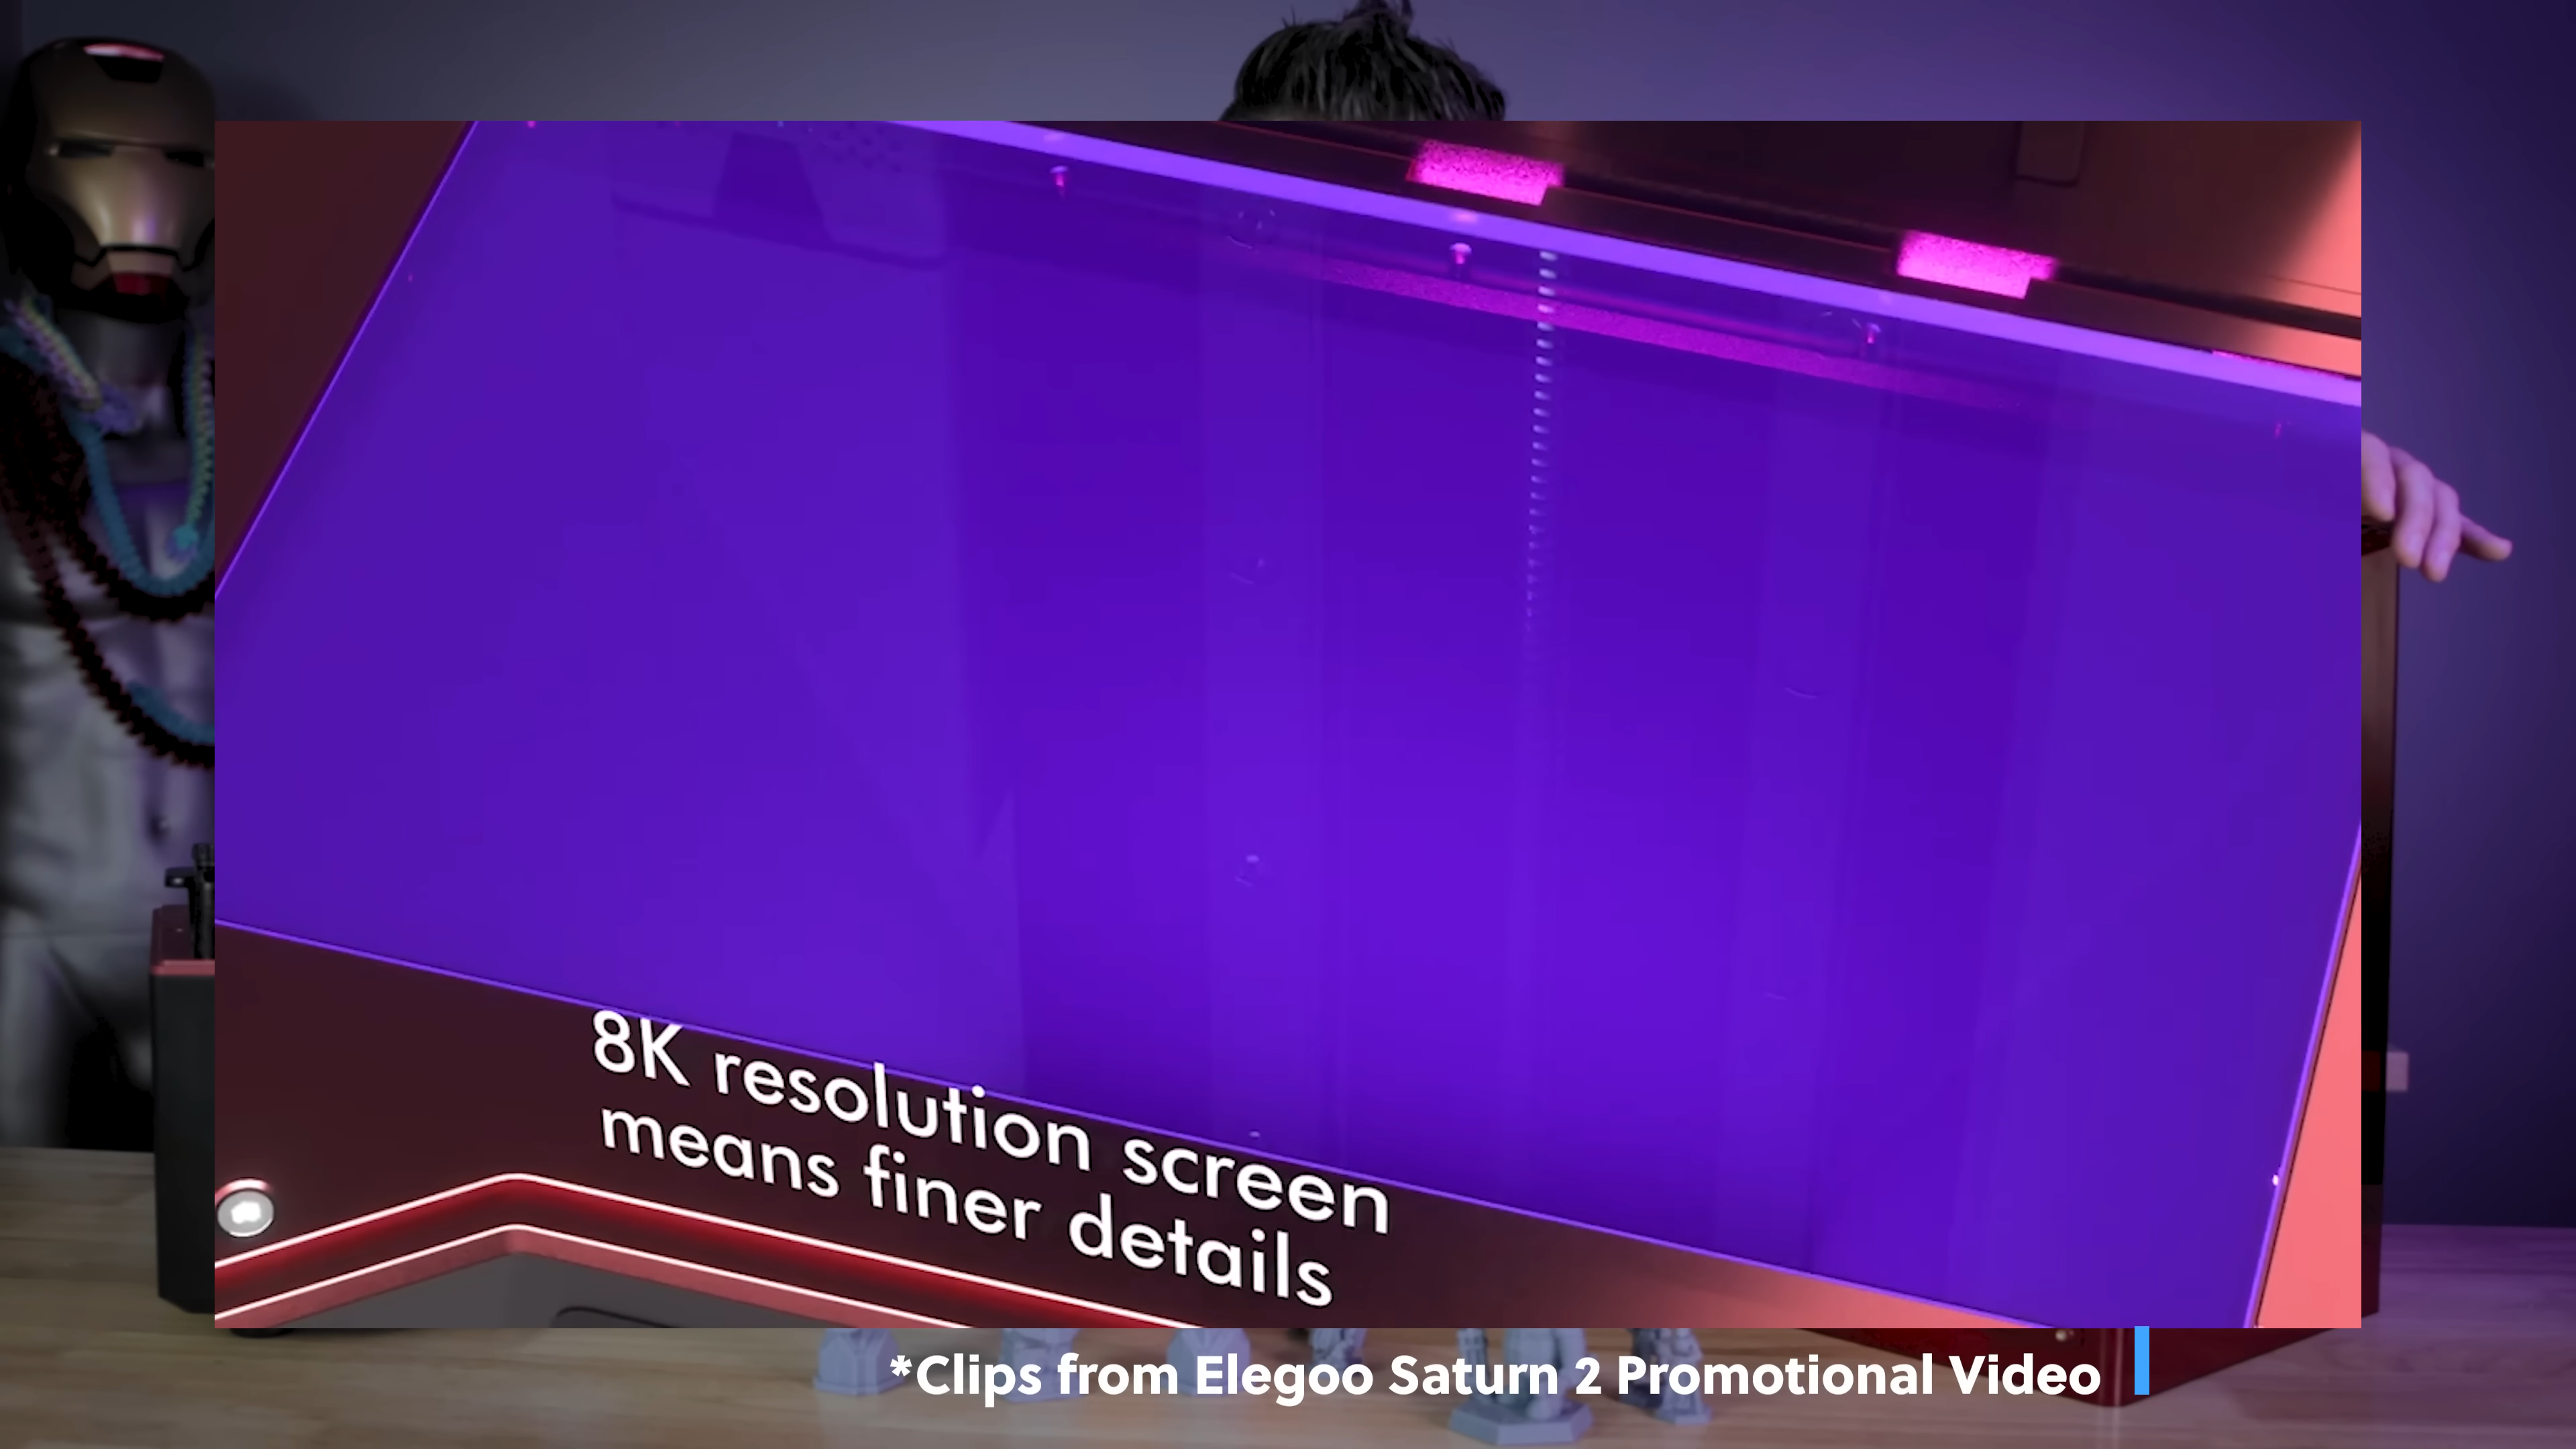 8K resolution screen
means finer details
*Clips from Elegoo Saturn 2 Promotional Video